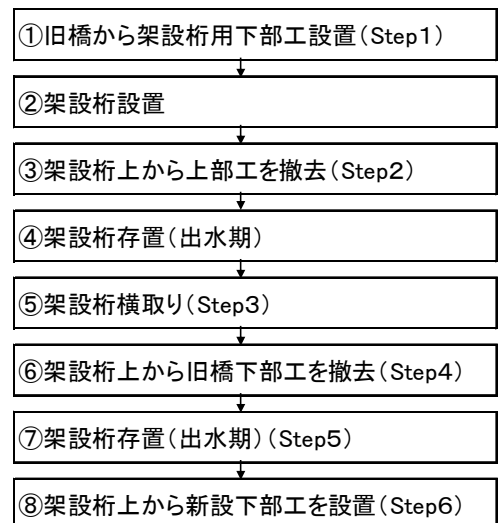 ①旧橋から架設桁用下部工設置(Step1)
②架設桁設置
③架設桁上から上部工を撤去(Step2)
④架設桁存置(出水期)
⑤架設桁横取り(Step3)
⑥架設桁上から旧橋下部工を撤去(Step4)
⑦架設桁存置(出水期)(Step5)
⑧架設桁上から新設下部工を設置(Step6)